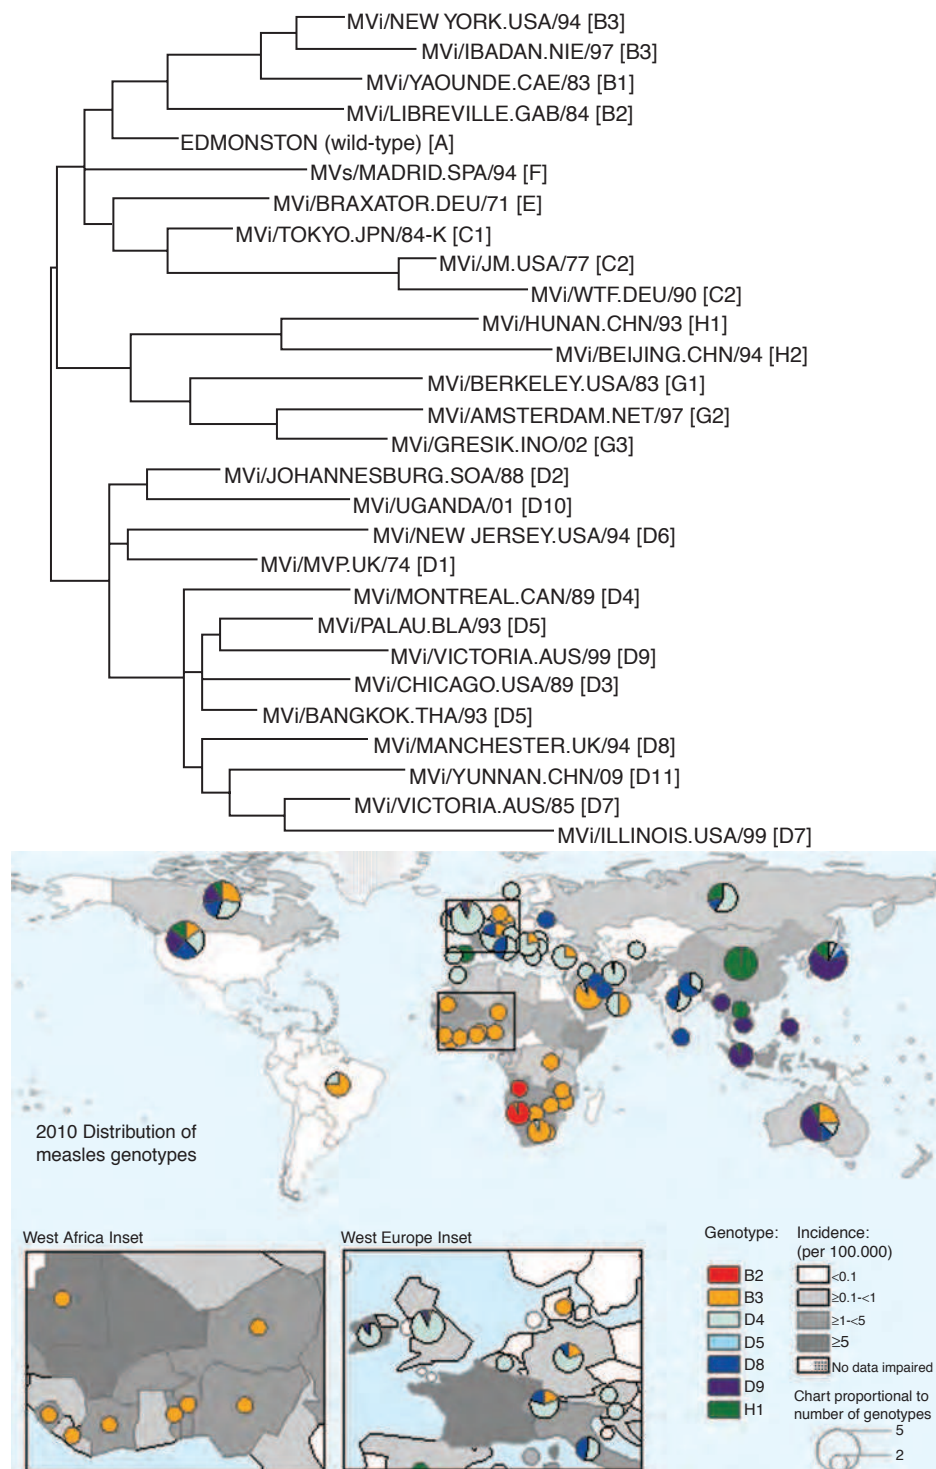 MVi/NEW YORK.USA/94 [B3]
MVi/IBADAN.NIE/97 [B3]
MVi/YAOUNDE.CAE/83 [B1]
MVi/LIBREVILLE.GAB/84 [B2]
EDMONSTON (wild-type) [A]
MVs/MADRID.SPA/94 [F]
MVi/BRAXATOR.DEU/71 [E]
MVi/TOKYO.JPN/84-K [C1]
MVi/JM.USA/77 [C2]
MVi/WTF.DEU/90 [C2]
MVi/HUNAN.CHN/93 [H1]
MVi/BEIJING.CHN/94 [H2]
MVi/BERKELEY.USA/83 [G1]
MVi/AMSTERDAM.NET/97 [G2]
MVi/GRESIK.INO/02 [G3]
MVi/JOHANNESBURG.SOA/88 [D2]
MVi/UGANDA/01 [D10]
MVi/NEW JERSEY.USA/94 [D6]
MVi/MVP.UK/74 [D1]
MVi/MONTREAL.CAN/89 [D4]
MVi/PALAU.BLA/93 [D5]
MVi/VICTORIA.AUS/99 [D9]
MVi/CHICAGO.USA/89 [D3]
MVi/BANGKOK.THA/93 [D5]
MVi/MANCHESTER.UK/94 [D8]
MVi/YUNNAN.CHN/09 [D11]
MVi/VICTORIA.AUS/85 [D7]
MVi/ILLINOIS.USA/99 [D7]
2010 Distribution of
measles genotypes
West Africa Inset
West Europe Inset
Genotype:
B2
B3
D4
D5
D8
D9
H1
Incidence:
(per 100.000)
<0.1
≥0.1-<1
≥1-<5
≥5
No data impaired
Chart proportional to
number of genotypes
5
2